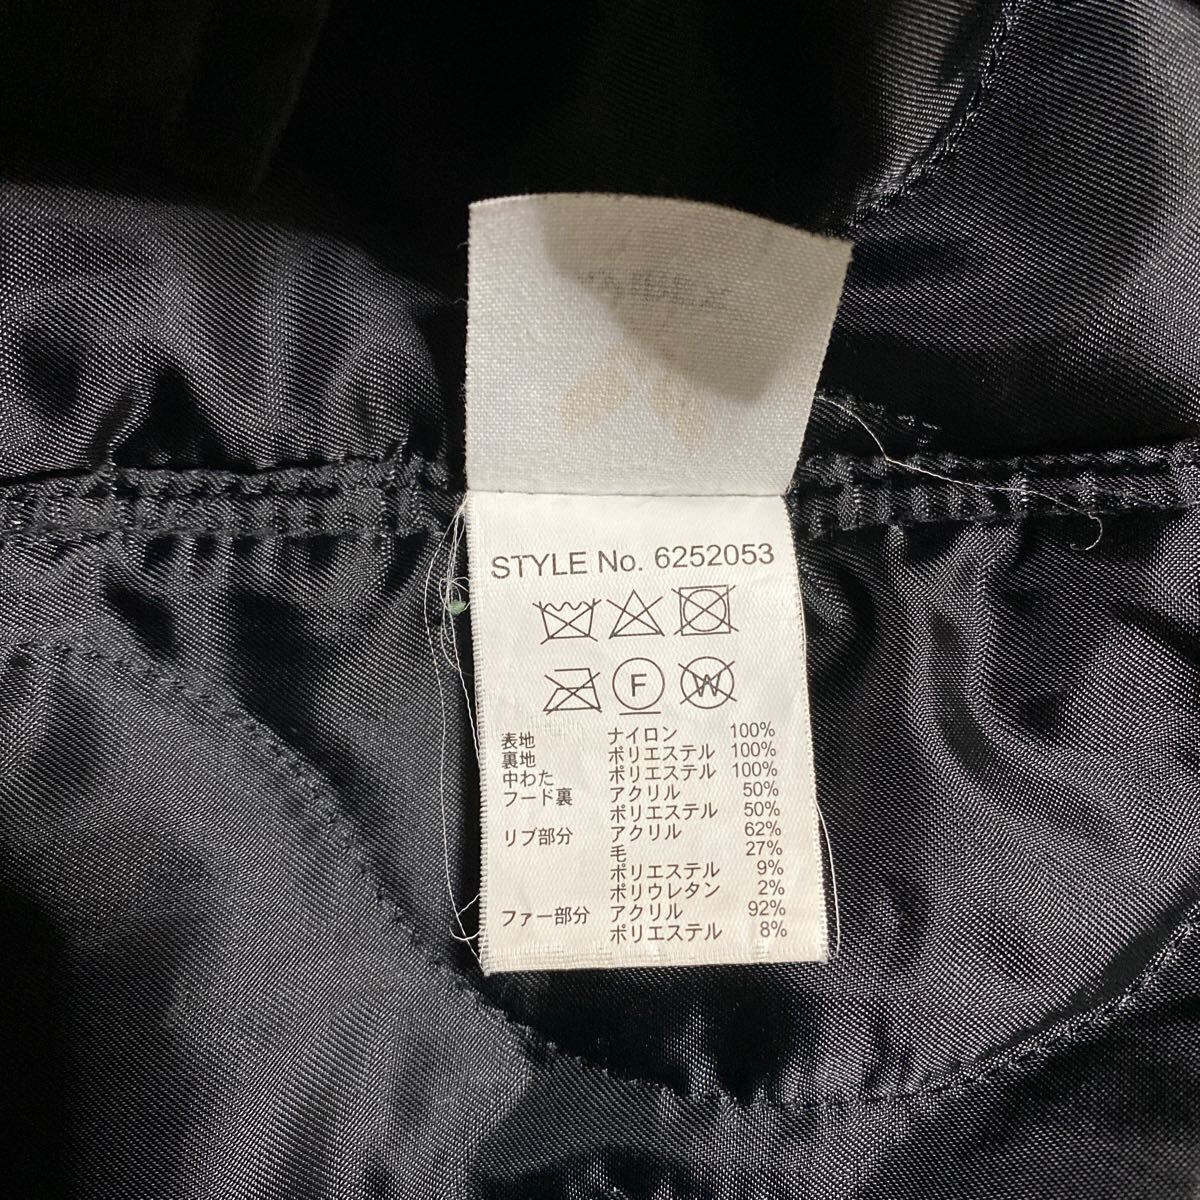 STYLE No. 6252053
F W
表地 ナイロン 100%
裏地 ポリエステル 100%
中わた ポリエステル 100%
フード裏 アクリル 50%
ポリエステル 50%
リブ部分 アクリル 62%
毛 27%
ポリエステル 9%
ポリウレタン 2%
ファー部分 アクリル 92%
ポリエステル 8%